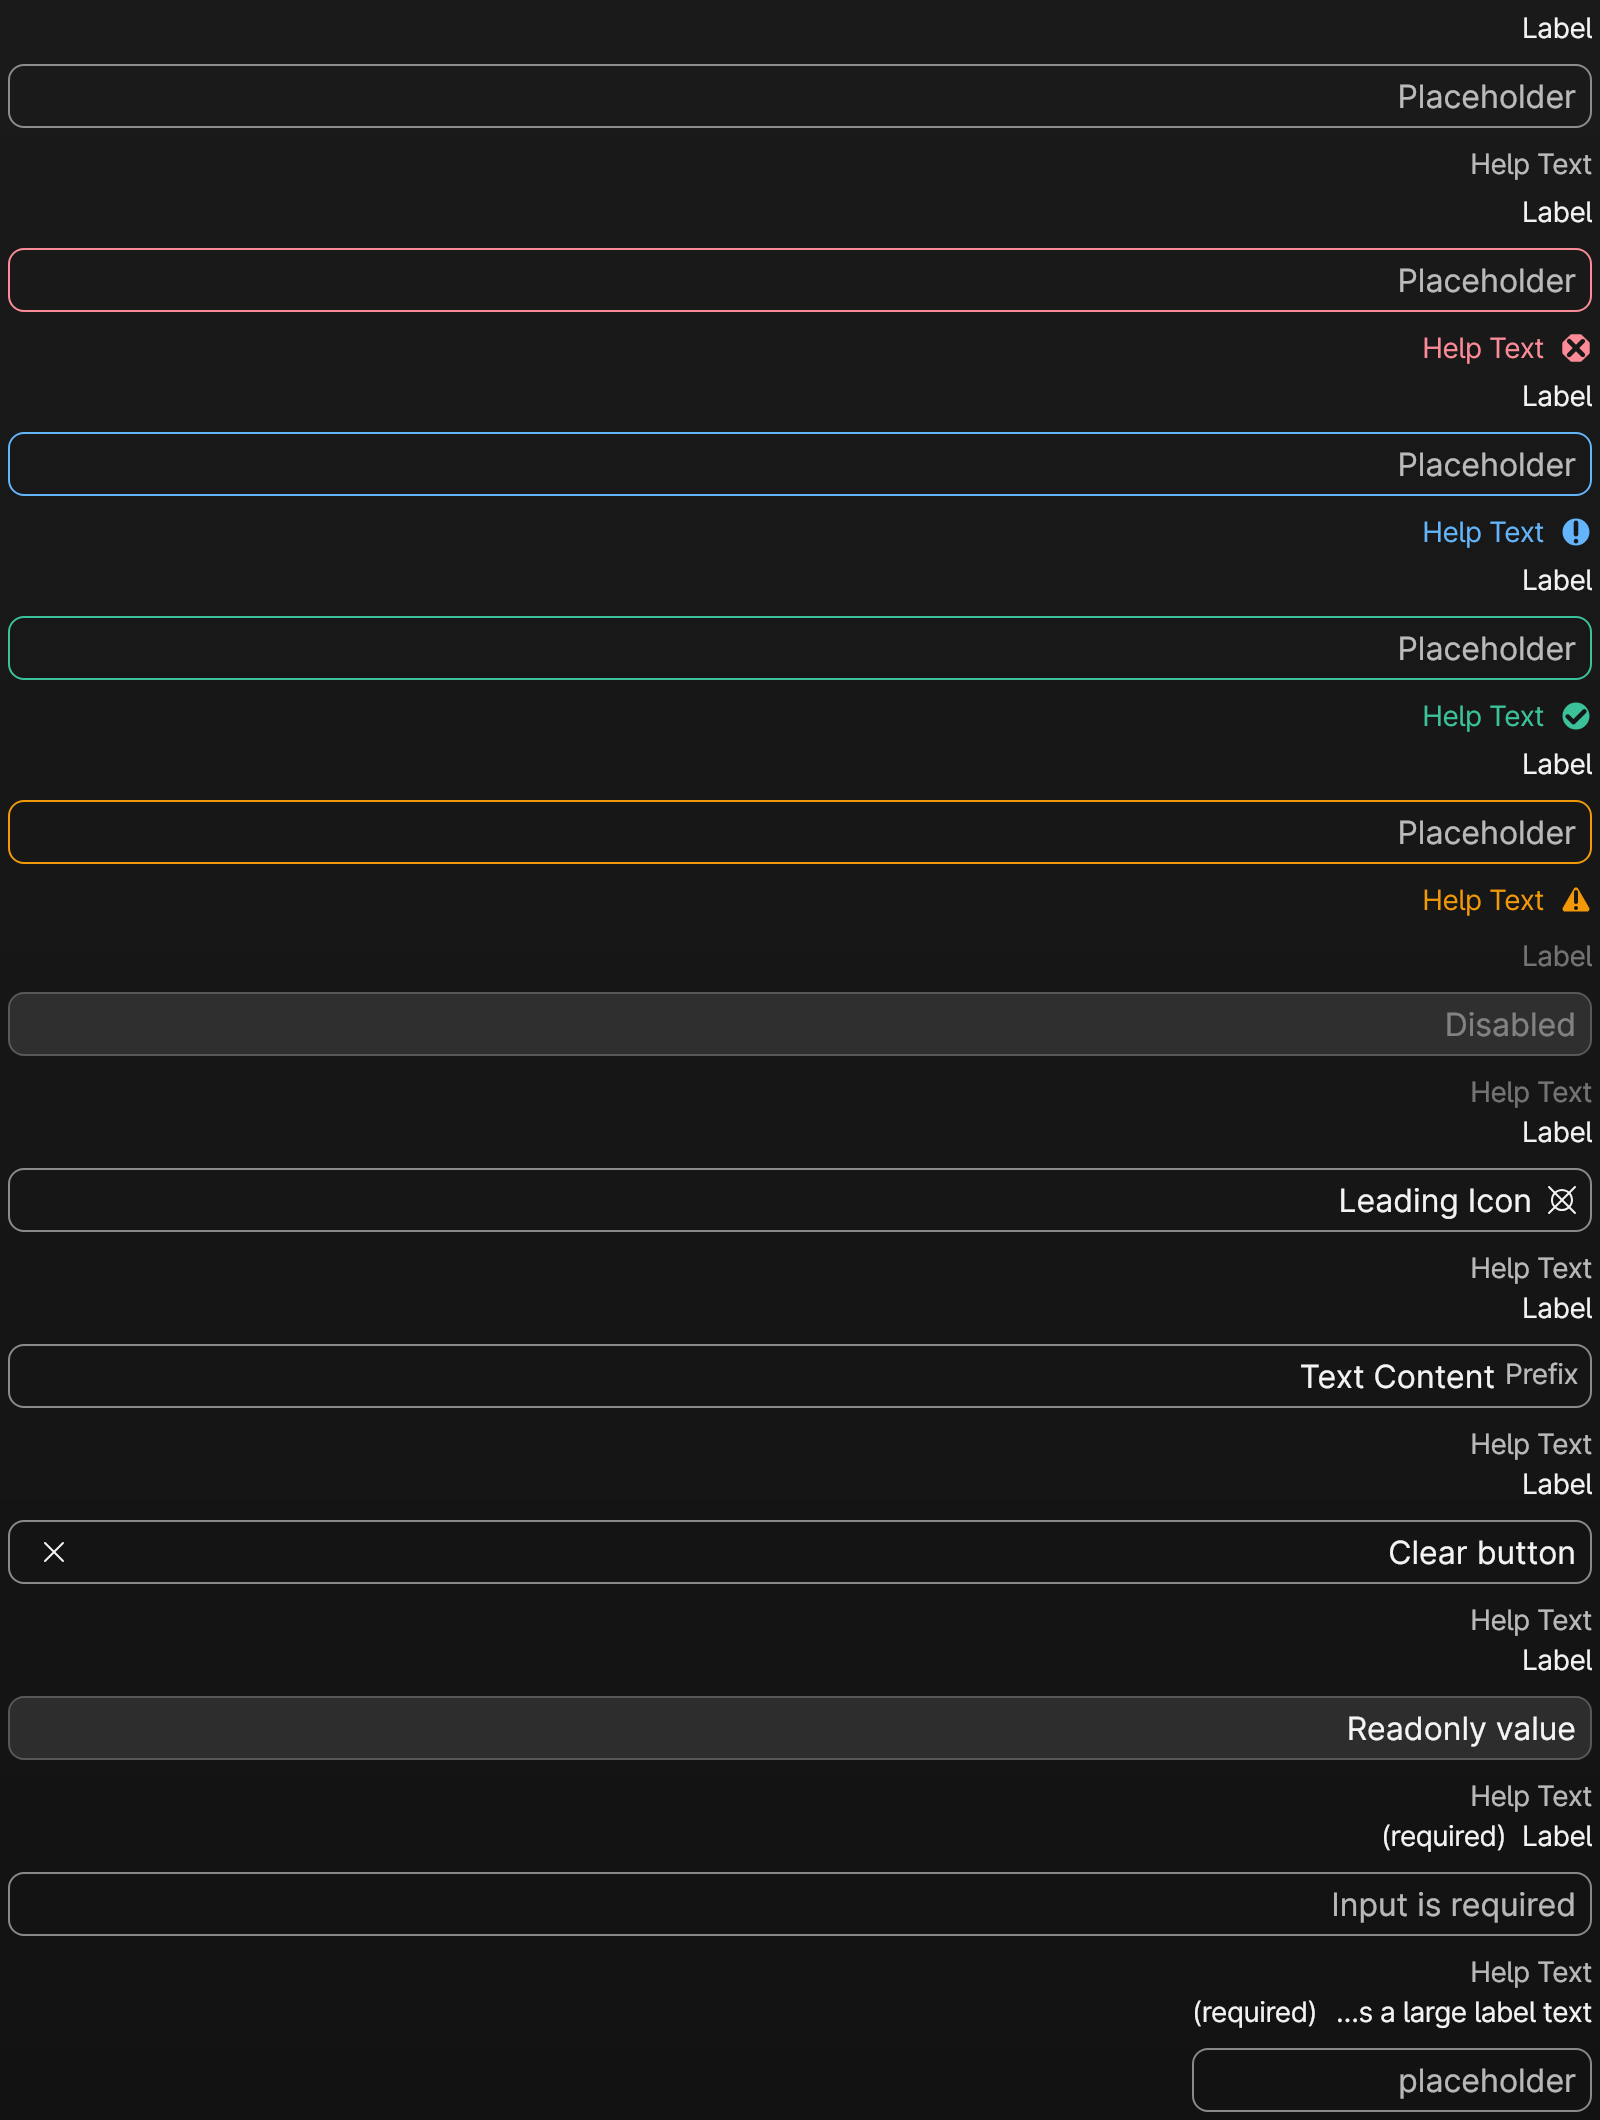 Label
Placeholder
Help Text
Label
Placeholder
Help Text
Label
Placeholder
Help Text
Label
Placeholder
Help Text
Label
Placeholder
Help Text
Label
Disabled
Help Text
Label
Leading Icon
Help Text
Label
Text Content Prefix
Help Text
Label
Clear button
Help Text
Label
Readonly value
Help Text
(required) Label
Input is required
Help Text
(required) ...s a large label text
placeholder